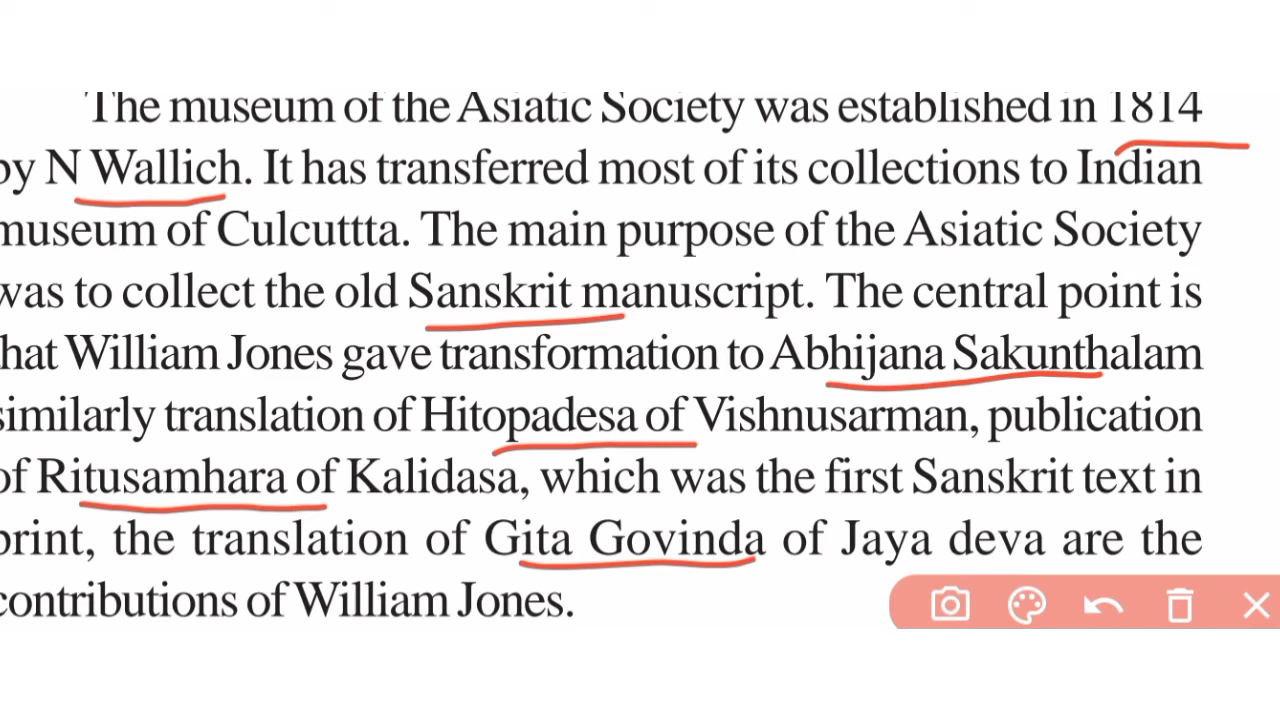 The museum of the Asiatic Society was established in 1814
by N Wallich. It has transferred most of its collections to Indian
museum of Culcuttta. The main purpose of the Asiatic Society
was to collect the old Sanskrit manuscript. The central point is
that William Jones gave transformation to Abhijana Sakunthalam
similarly translation of Hitopadesa of Vishnusarman, publication
of Ritusamhara of Kalidasa, which was the first Sanskrit text in
print, the translation of Gita Govinda of Jaya deva are the
contributions of William Jones.